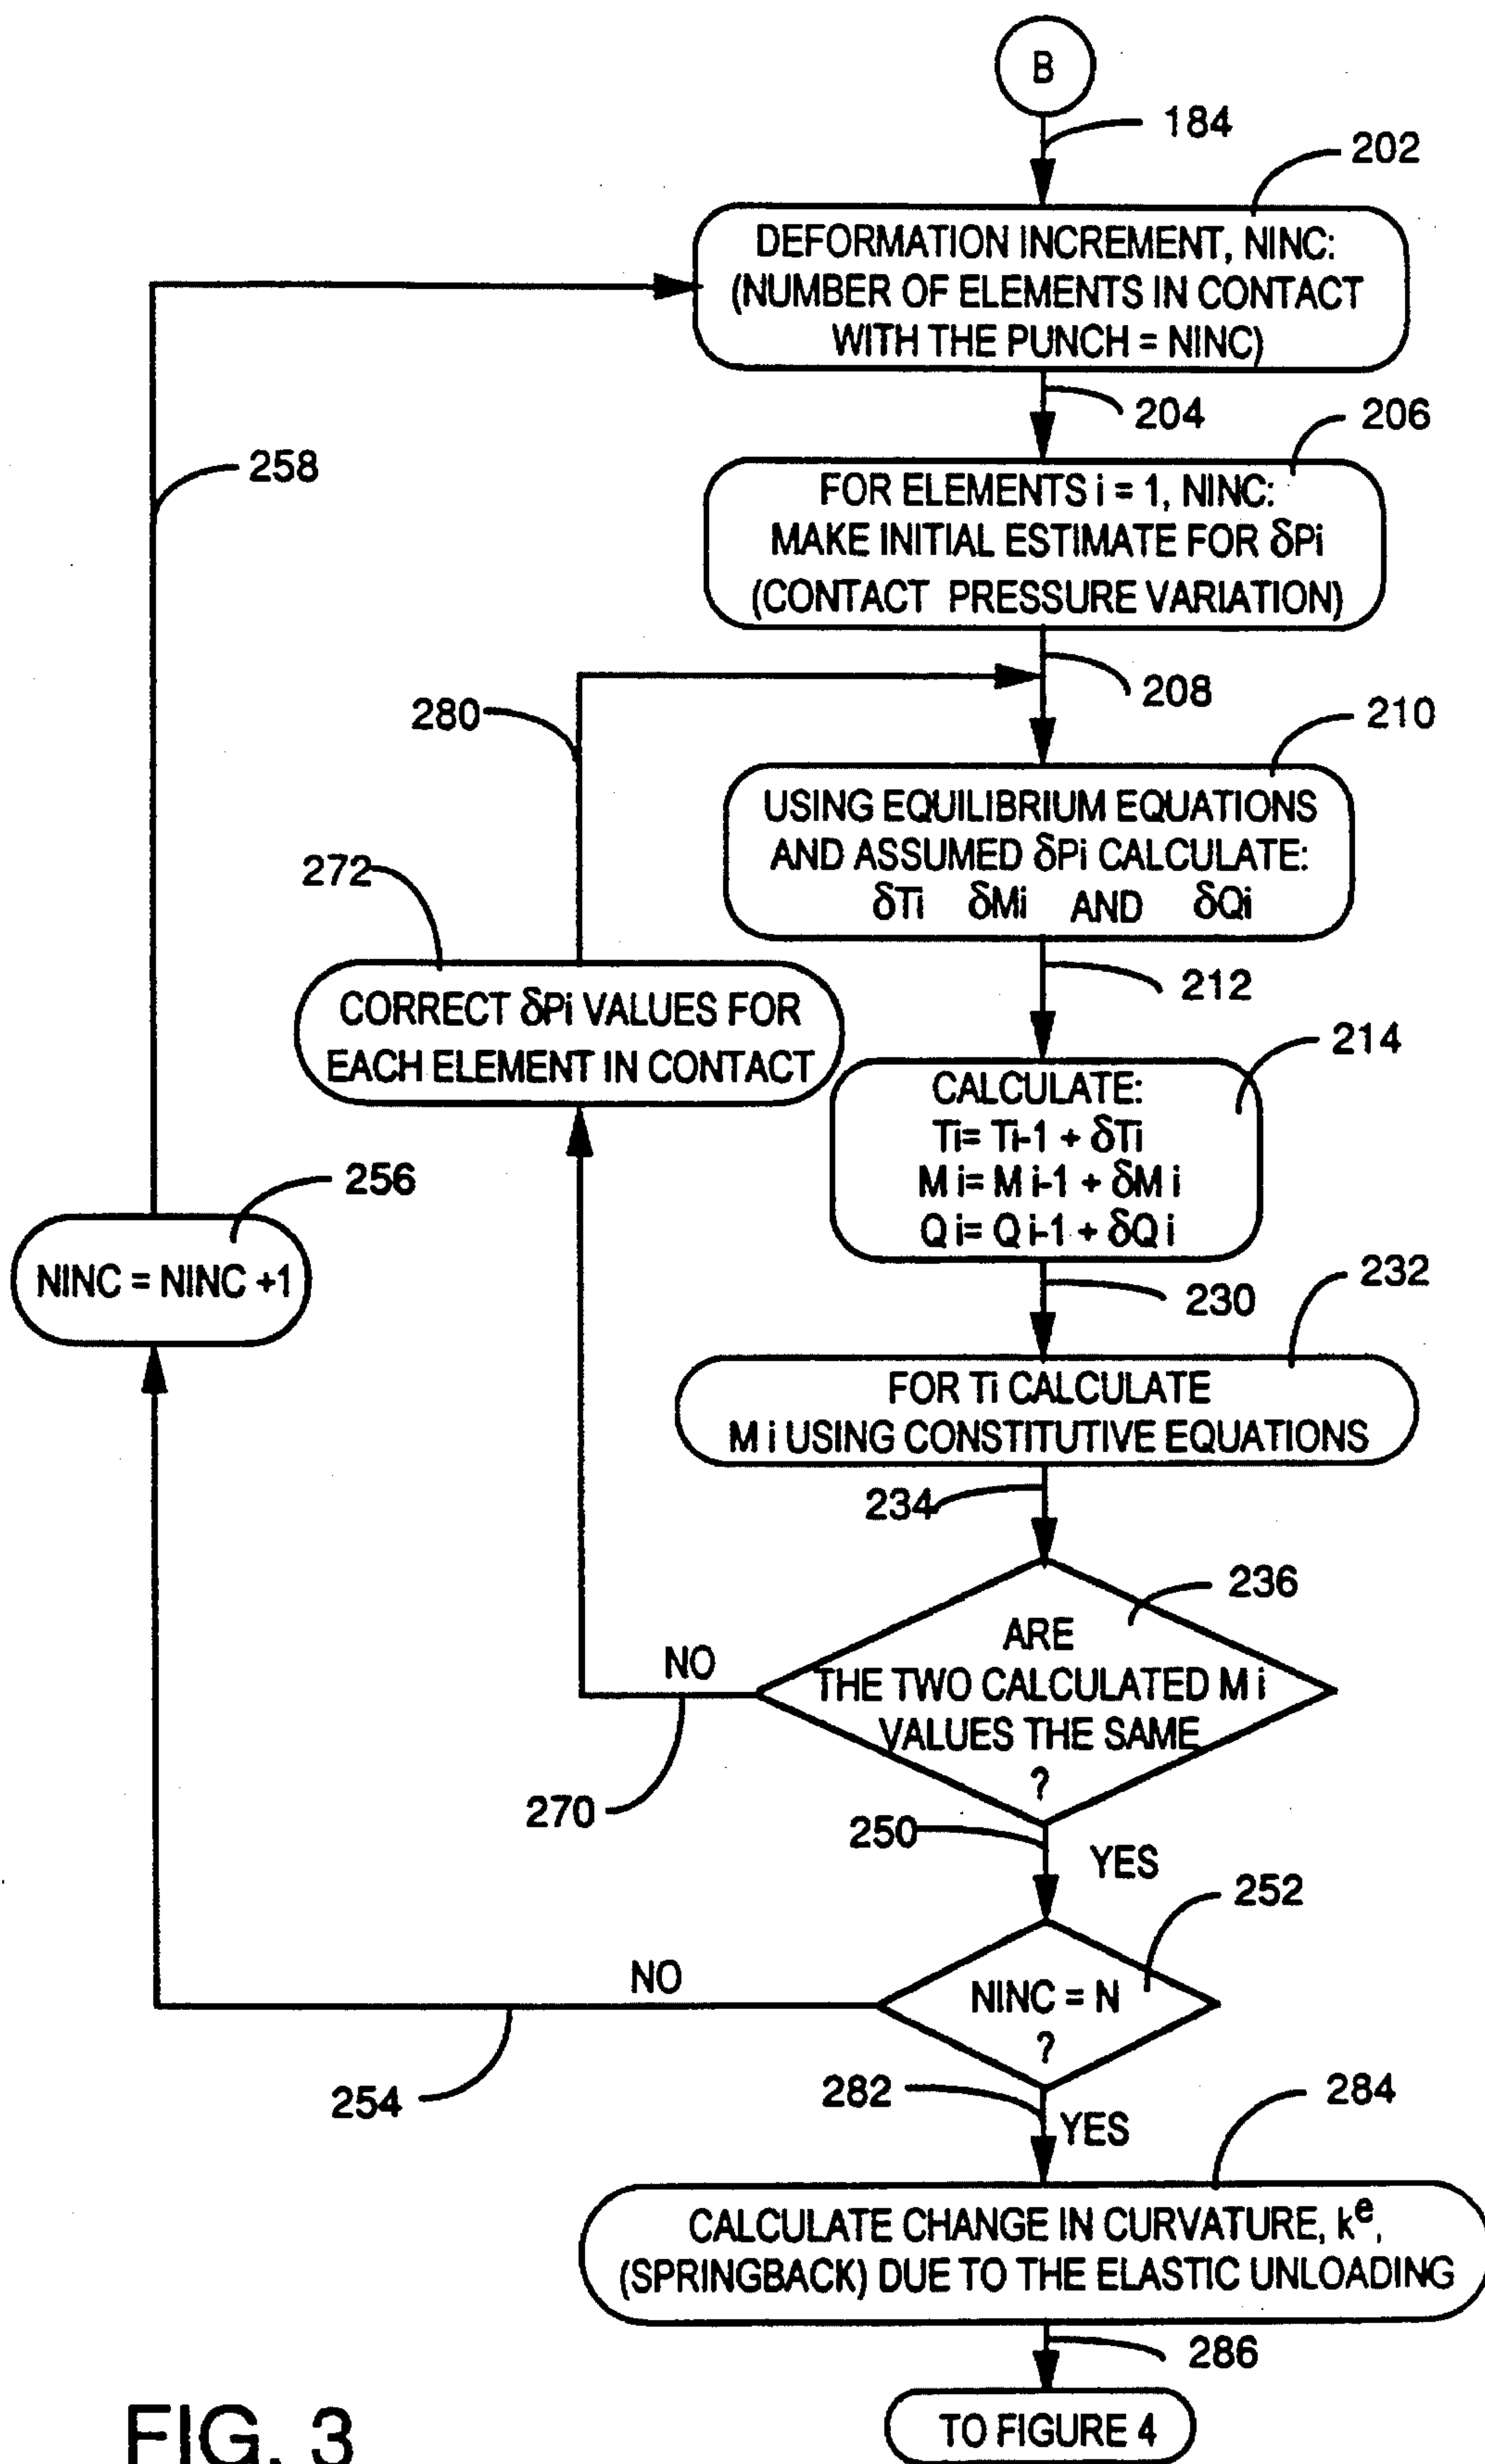 B
184
202
DEFORMATION INCREMENT, NINC:
(NUMBER OF ELEMENTS IN CONTACT
WITH THE PUNCH = NINC)
204
206
258
FOR ELEMENTS i = 1, NINC:
MAKE INITIAL ESTIMATE FOR δPi
(CONTACT PRESSURE VARIATION)
208
280
210
USING EQUILIBRIUM EQUATIONS
AND ASSUMED δPi CALCULATE:
δTi δMi AND δQi
272
212
CORRECT δPi VALUES FOR
EACH ELEMENT IN CONTACT
214
CALCULATE:
Ti= Ti-1 + δTi
M i= M i-1 + δM i
Q i= Q i-1 + δQ i
256
NINC = NINC +1
230
232
FOR Ti CALCULATE
M i USING CONSTITUTIVE EQUATIONS
234
236
ARE
THE TWO CALCULATED M i
VALUES THE SAME
?
NO
270
250
YES
252
NINC = N
?
NO
254
282
YES
284
CALCULATE CHANGE IN CURVATURE, kᵉ,
(SPRINGBACK) DUE TO THE ELASTIC UNLOADING
286
TO FIGURE 4
FIG. 3